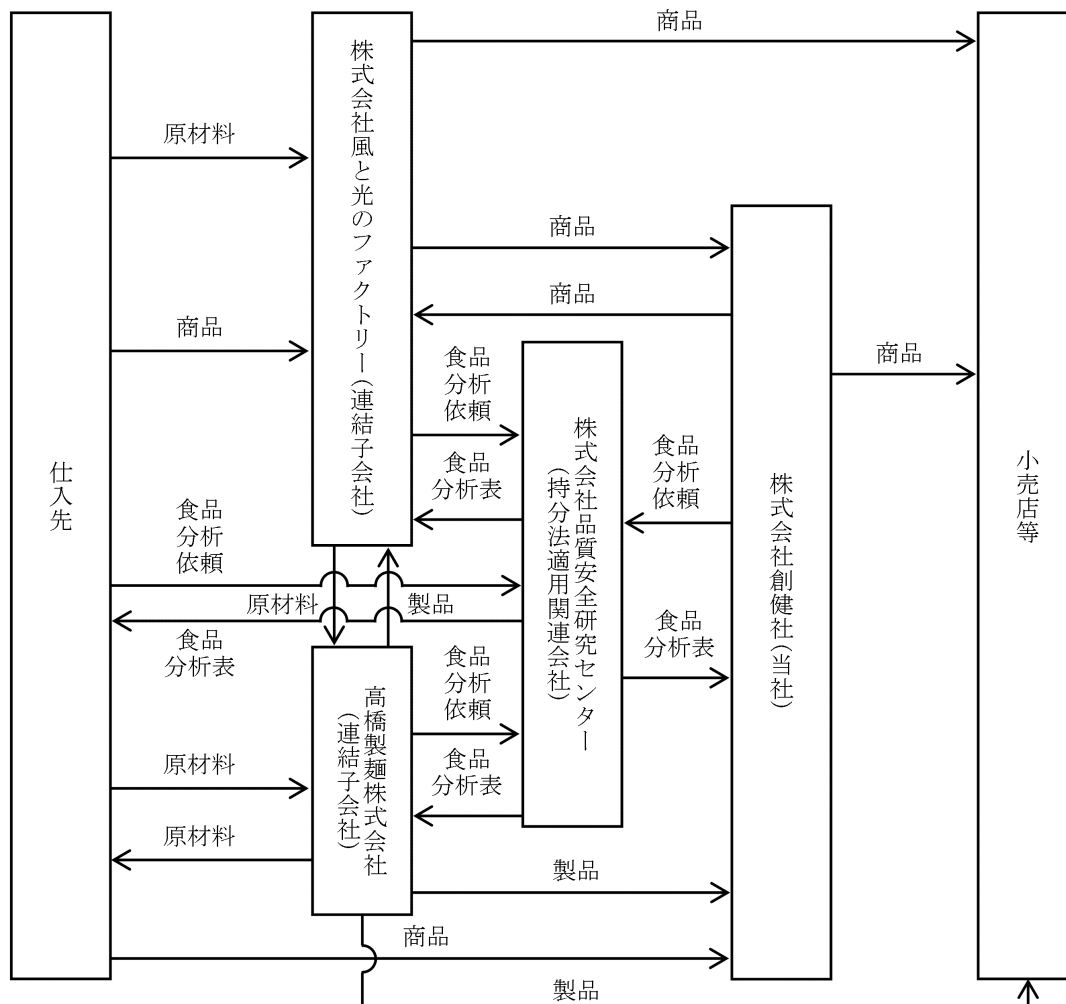 商品
株式会社風と光のファクトリー(連結子会社)
原材料
商品
商品
商品
商品
食品
分析
依頼
食品
分析表
株式会社品質安全研究センター
(持分法適用関連会社)
食品
分析
依頼
仕入先
株式会社創健社(当社)
小売店等
食品
分析
依頼
原材料
製品
食品
分析表
食品
分析
依頼
食品
分析表
高橋製麺株式会社
(連結子会社)
原材料
食品
分析表
原材料
製品
商品
製品